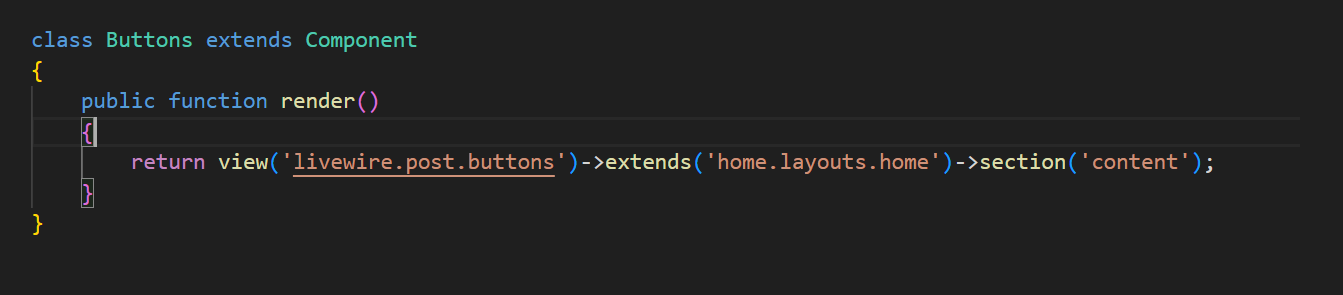 class Buttons extends Component
{
    public function render()
    {
        return view('livewire.post.buttons')->extends('home.layouts.home')->section('content');
    }
}